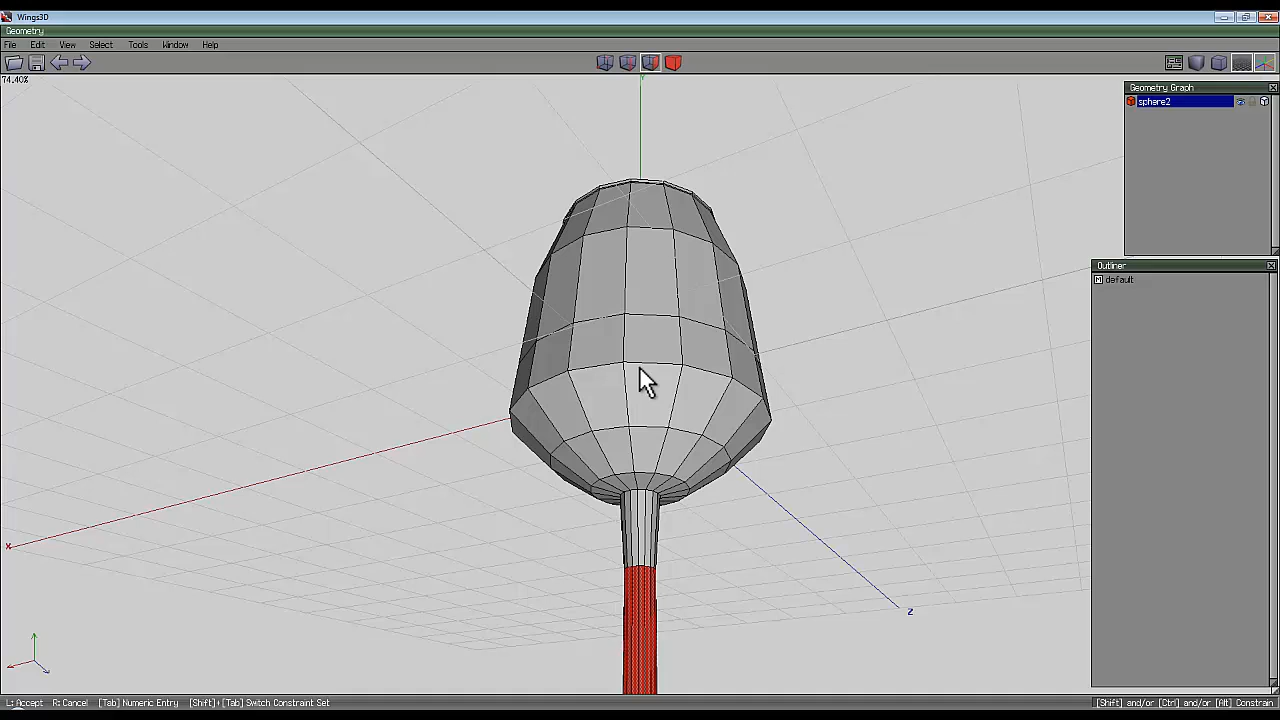 Wings3D
Geometry
File Edit View Select Tools Window Help
74.40%
Y
Geometry Graph
sphere2
Outliner
default
X
Z
L:Accept R:Cancel [Tab] Numeric Entry [Shift]+[Tab] Switch Constraint Set
[Shift] and/or [Ctrl] and/or [Alt] Constrain